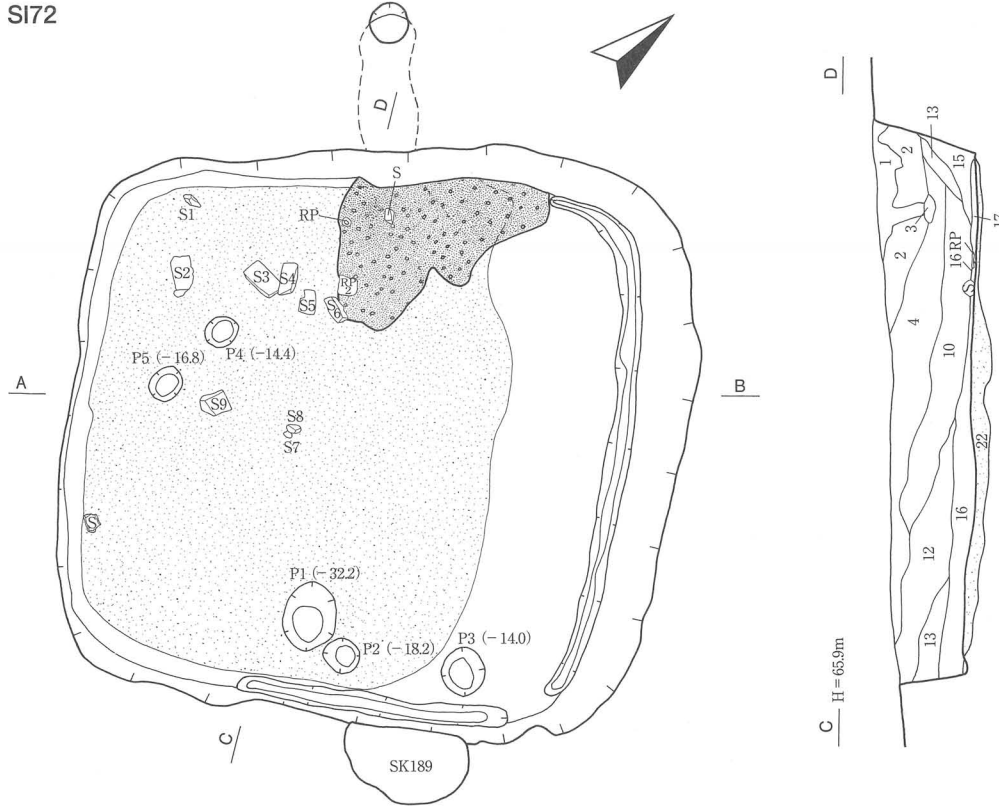 SI72
D
S
RP
S1
S2
S3
S4
S5
RP
2
S6
P4 (−14.4)
P5 (−16.8)
A
B
S9
S8
S7
S
P1 (−32.2)
P2 (−18.2)
P3 (−14.0)
C
SK189
D
13
1
2
15
3
2
17
16
RP
S
4
10
22
16
12
13
C
H = 65.9m